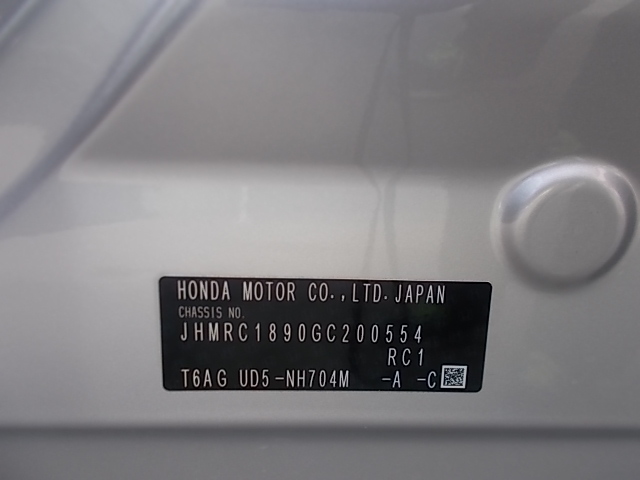 HONDA MOTOR CO.,LTD.JAPAN
CHASSIS NO.
JHMRC1890GC200554
RC1
T6AG UD5-NH704M -A -C